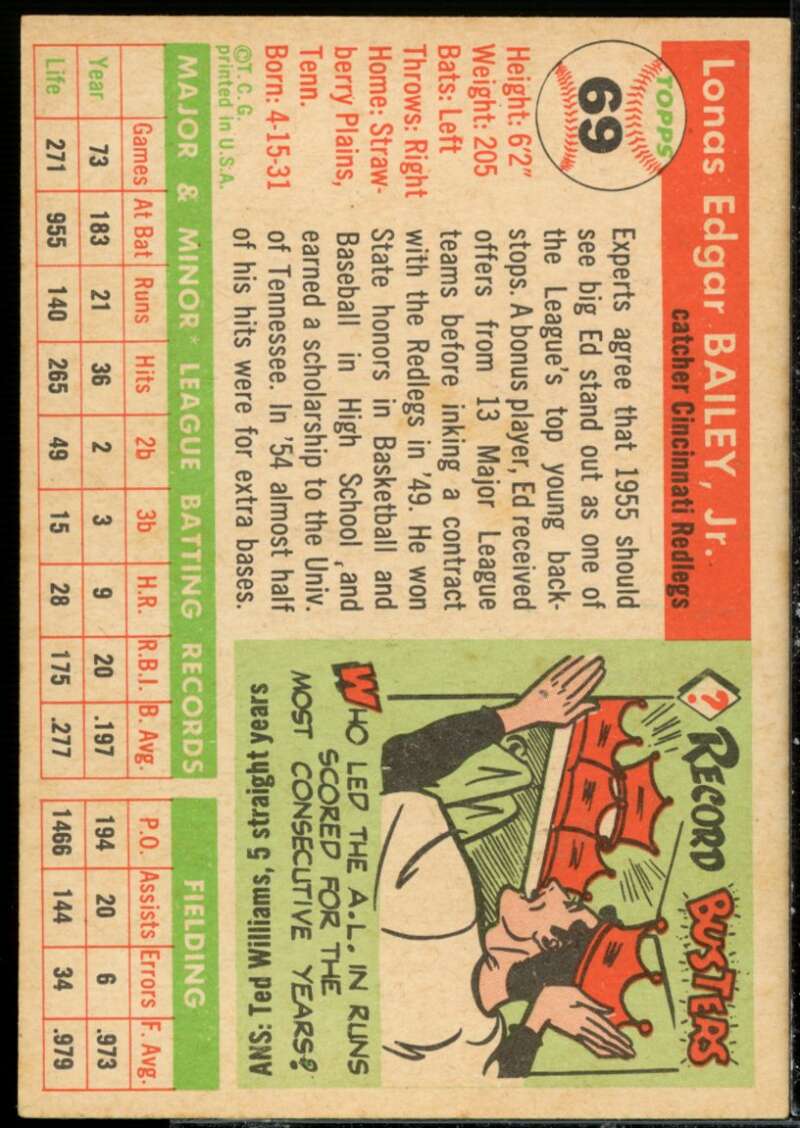 Lonas Edgar BAILEY, Jr.
catcher Cincinnati Redlegs
TOPPS
69
Height: 6'2"
Weight: 205
Bats: Left
Throws: Right
Home: Straw-
berry Plains,
Tenn.
Born: 4-15-31
©T. C. G.
printed in U.S.A.
Experts agree that 1955 should
see big Ed stand out as one of
the League's top young back-
stops. A bonus player, Ed received
offers from 13 Major League
teams before inking a contract
with the Redlegs in '49. He won
State honors in Basketball and
Baseball in High School and
earned a scholarship to the Univ.
of Tennessee. In '54 almost half
of his hits were for extra bases.
? RECORD BUSTERS
WHO LED THE A.L. IN RUNS
SCORED FOR THE
MOST CONSECUTIVE YEARS?
ANS: Ted Williams, 5 straight years
MAJOR & MINOR* LEAGUE BATTING RECORDS FIELDING
Games At Bat Runs Hits 2b 3b H.R. R.B.I. B. Avg. P.O. Assists Errors F. Avg.
Year 73 183 21 36 2 3 9 20 .197 194 20 6 .973
Life 271 955 140 265 49 15 28 175 .277 1466 144 34 .979